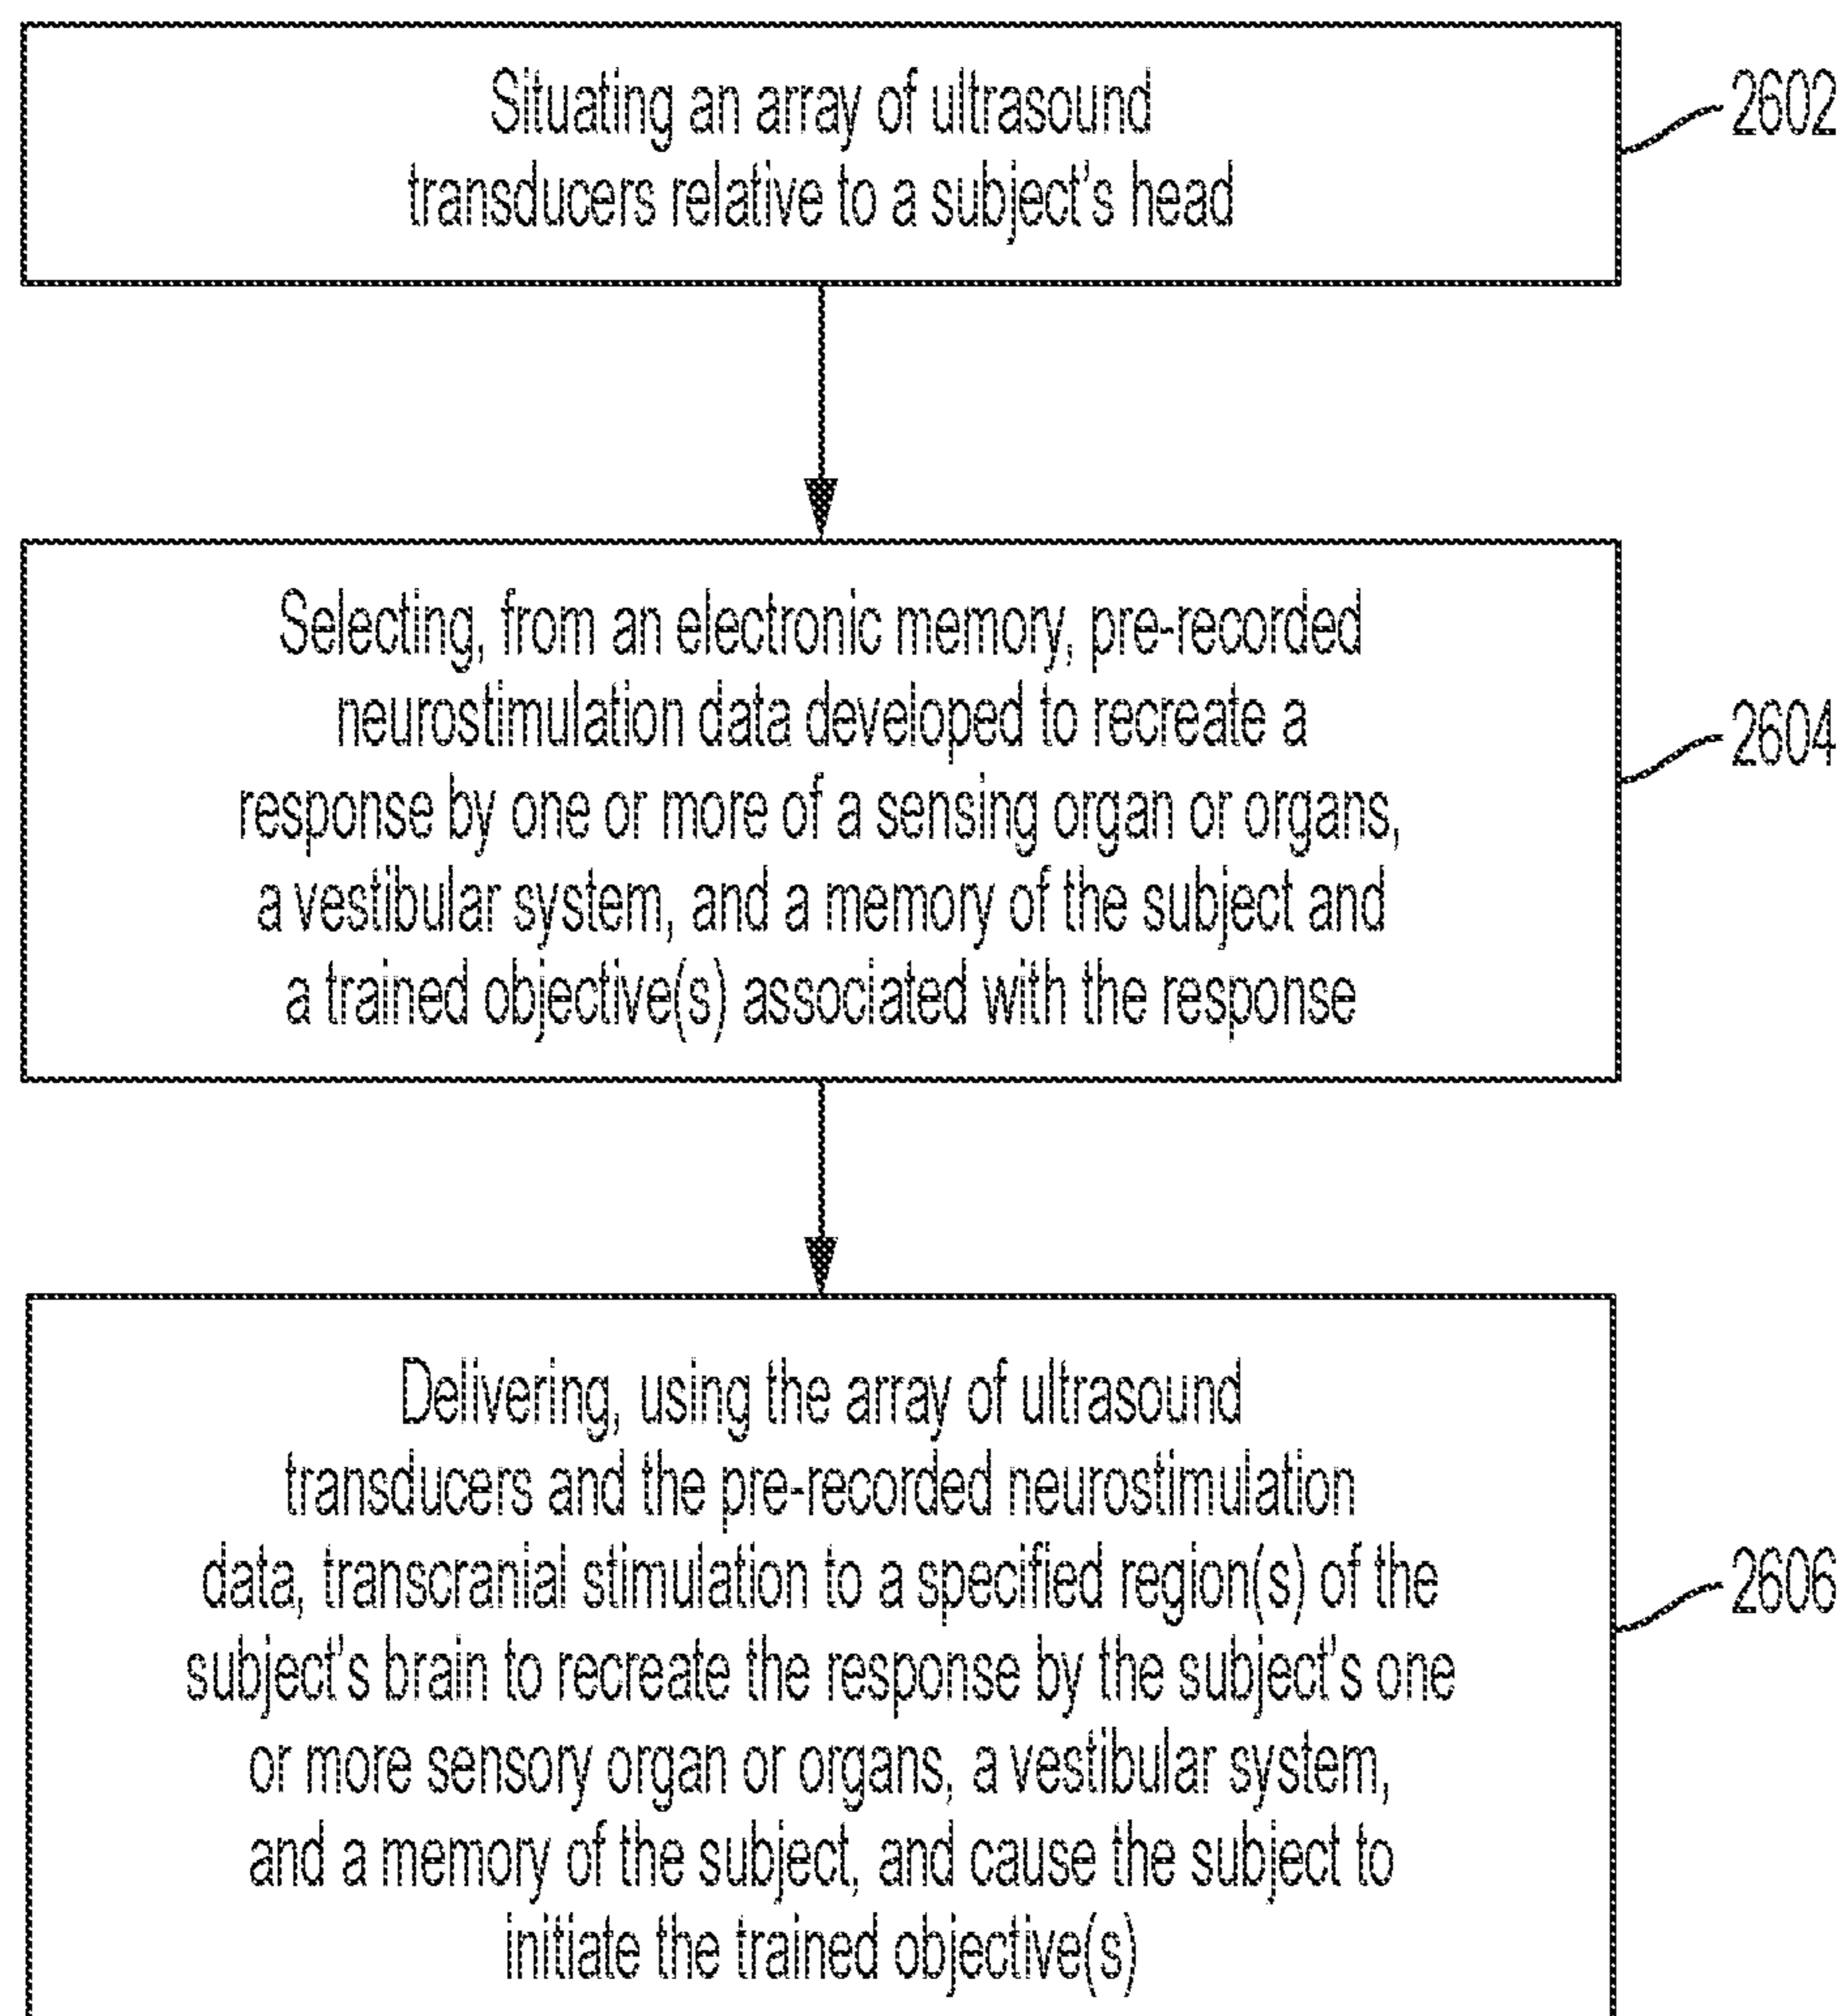 Situating an array of ultrasound
transducers relative to a subject's head
2602
Selecting, from an electronic memory, pre-recorded
neurostimulation data developed to recreate a
response by one or more of a sensing organ or organs,
a vestibular system, and a memory of the subject and
a trained objective(s) associated with the response
2604
Delivering, using the array of ultrasound
transducers and the pre-recorded neurostimulation
data, transcranial stimulation to a specified region(s) of the
subject's brain to recreate the response by the subject's one
or more sensory organ or organs, a vestibular system,
and a memory of the subject, and cause the subject to
initiate the trained objective(s)
2606